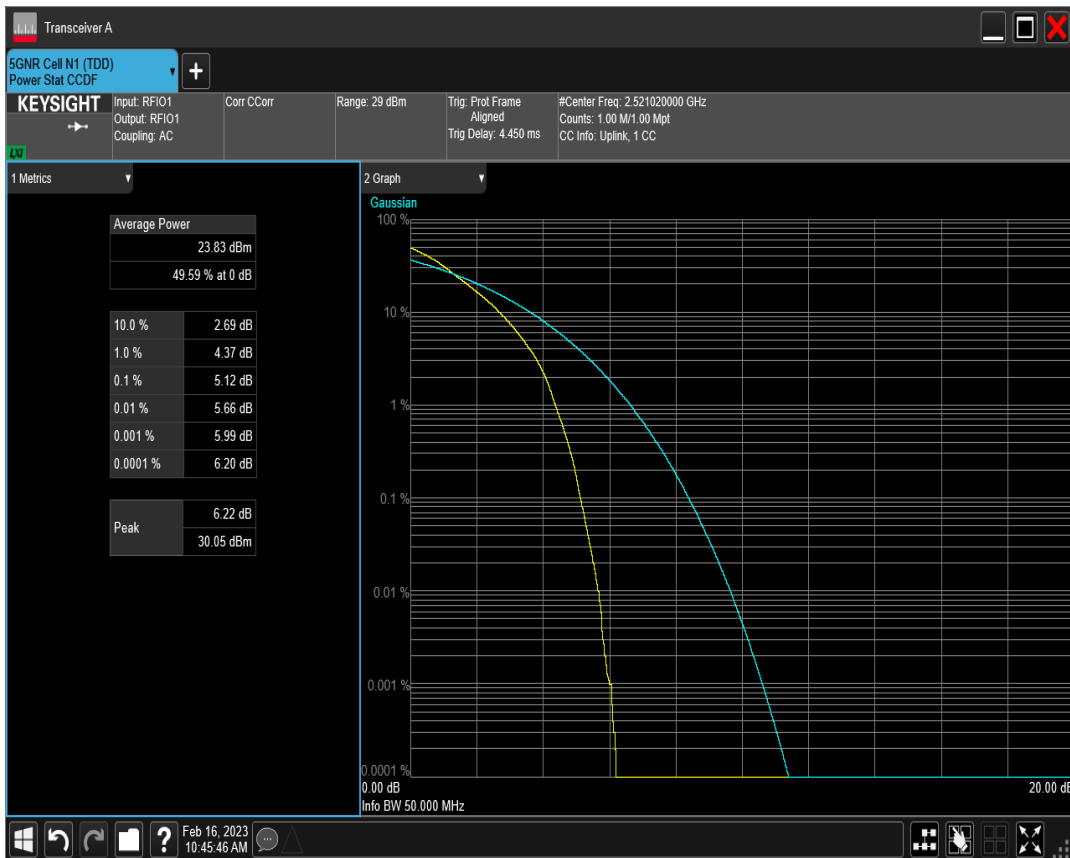 Transceiver A
5GNR Cell N1 (TDD)
Power Stat CCDF
KEYSIGHT
LXI
Input: RFIO1
Output: RFIO1
Coupling: AC
Corr CCorr
Range: 29 dBm
Trig: Prot Frame
Aligned
Trig Delay: 4.450 ms
#Center Freq: 2.521020000 GHz
Counts: 1.00 M/1.00 Mpt
CC Info: Uplink, 1 CC
1 Metrics
Average Power
23.83 dBm
49.59 % at 0 dB
10.0 % 2.69 dB
1.0 % 4.37 dB
0.1 % 5.12 dB
0.01 % 5.66 dB
0.001 % 5.99 dB
0.0001 % 6.20 dB
Peak 6.22 dB
30.05 dBm
2 Graph
Gaussian
100 %
10 %
1 %
0.1 %
0.01 %
0.001 %
0.0001 %
0.00 dB 20.00 dB
Info BW 50.000 MHz
? Feb 16, 2023
10:45:46 AM